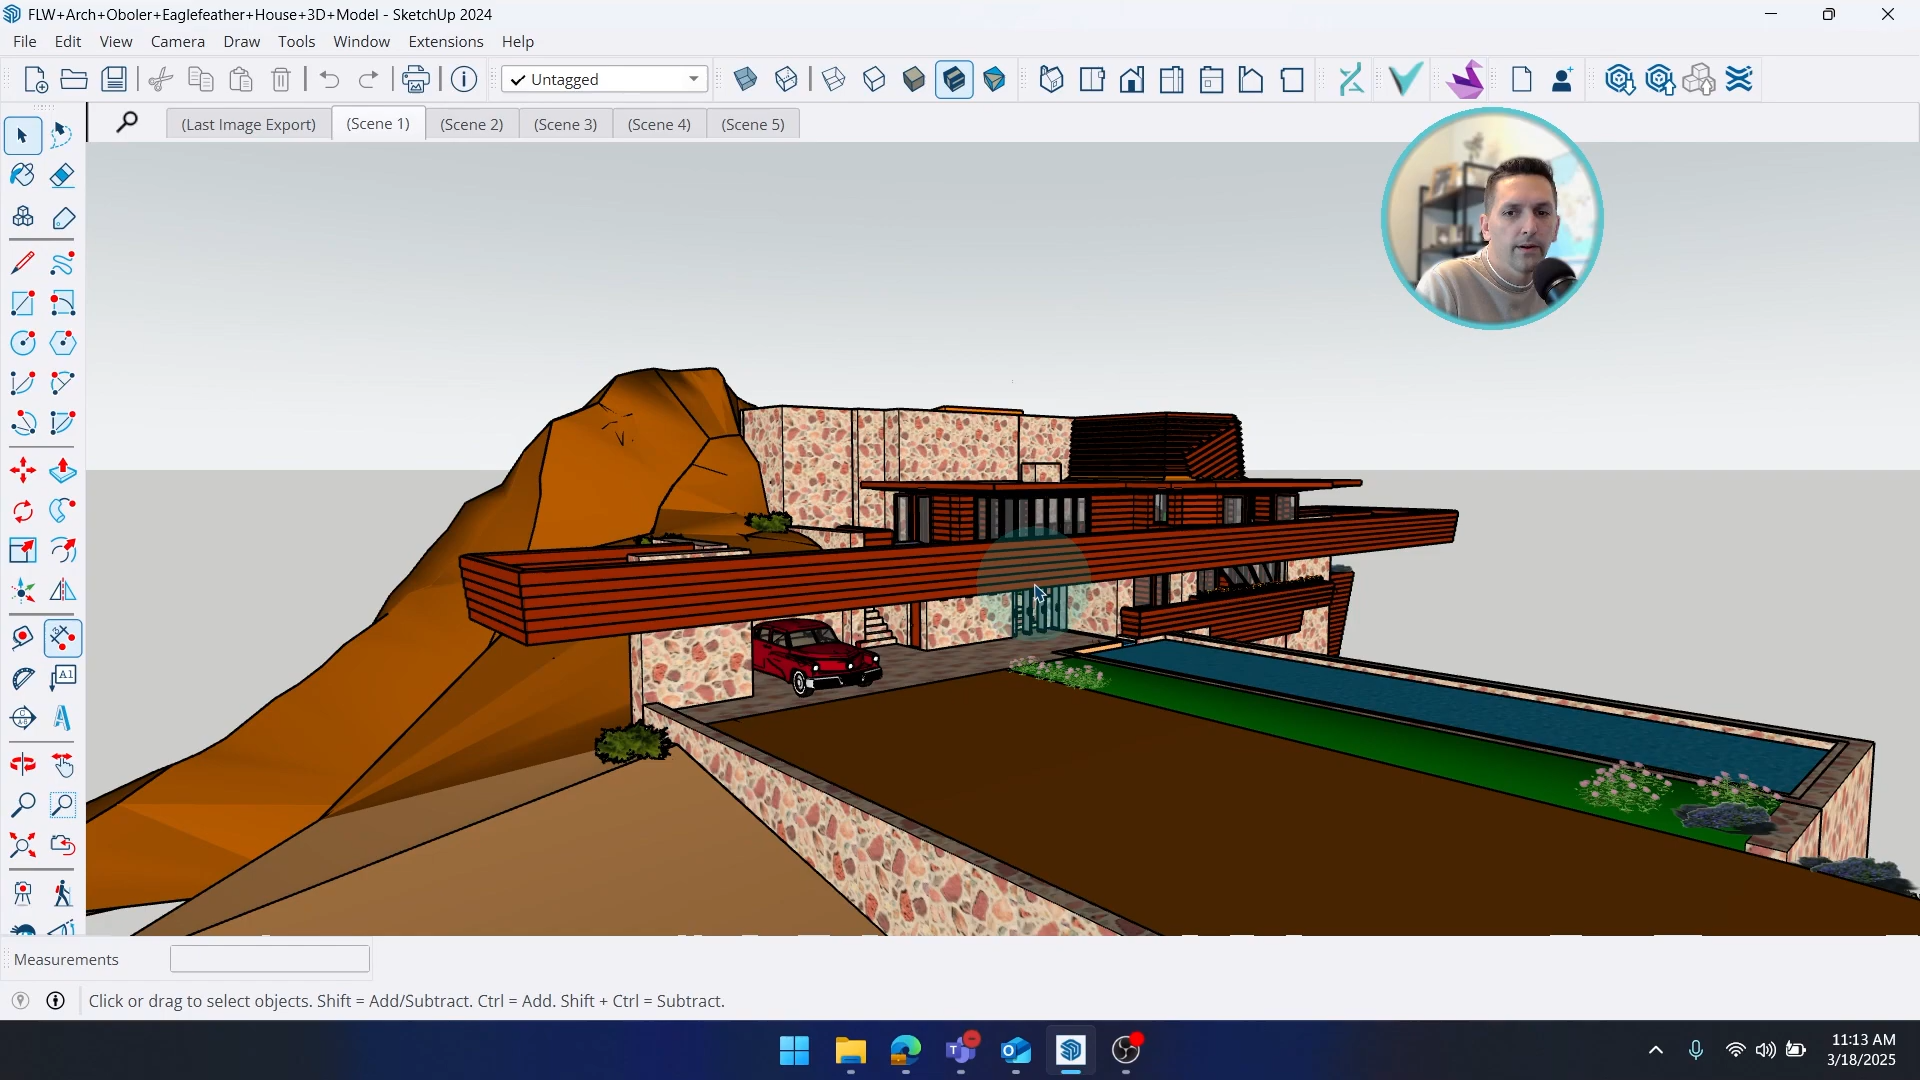 FLW+Arch+Oboler+Eaglefeather+House+3D+Model - SketchUp 2024
File Edit View Camera Draw Tools Window Extensions Help
Untagged
(Last Image Export) (Scene 1) (Scene 2) (Scene 3) (Scene 4) (Scene 5)
A1
A
Measurements
Click or drag to select objects. Shift = Add/Subtract. Ctrl = Add. Shift + Ctrl = Subtract.
11:13 AM
3/18/2025